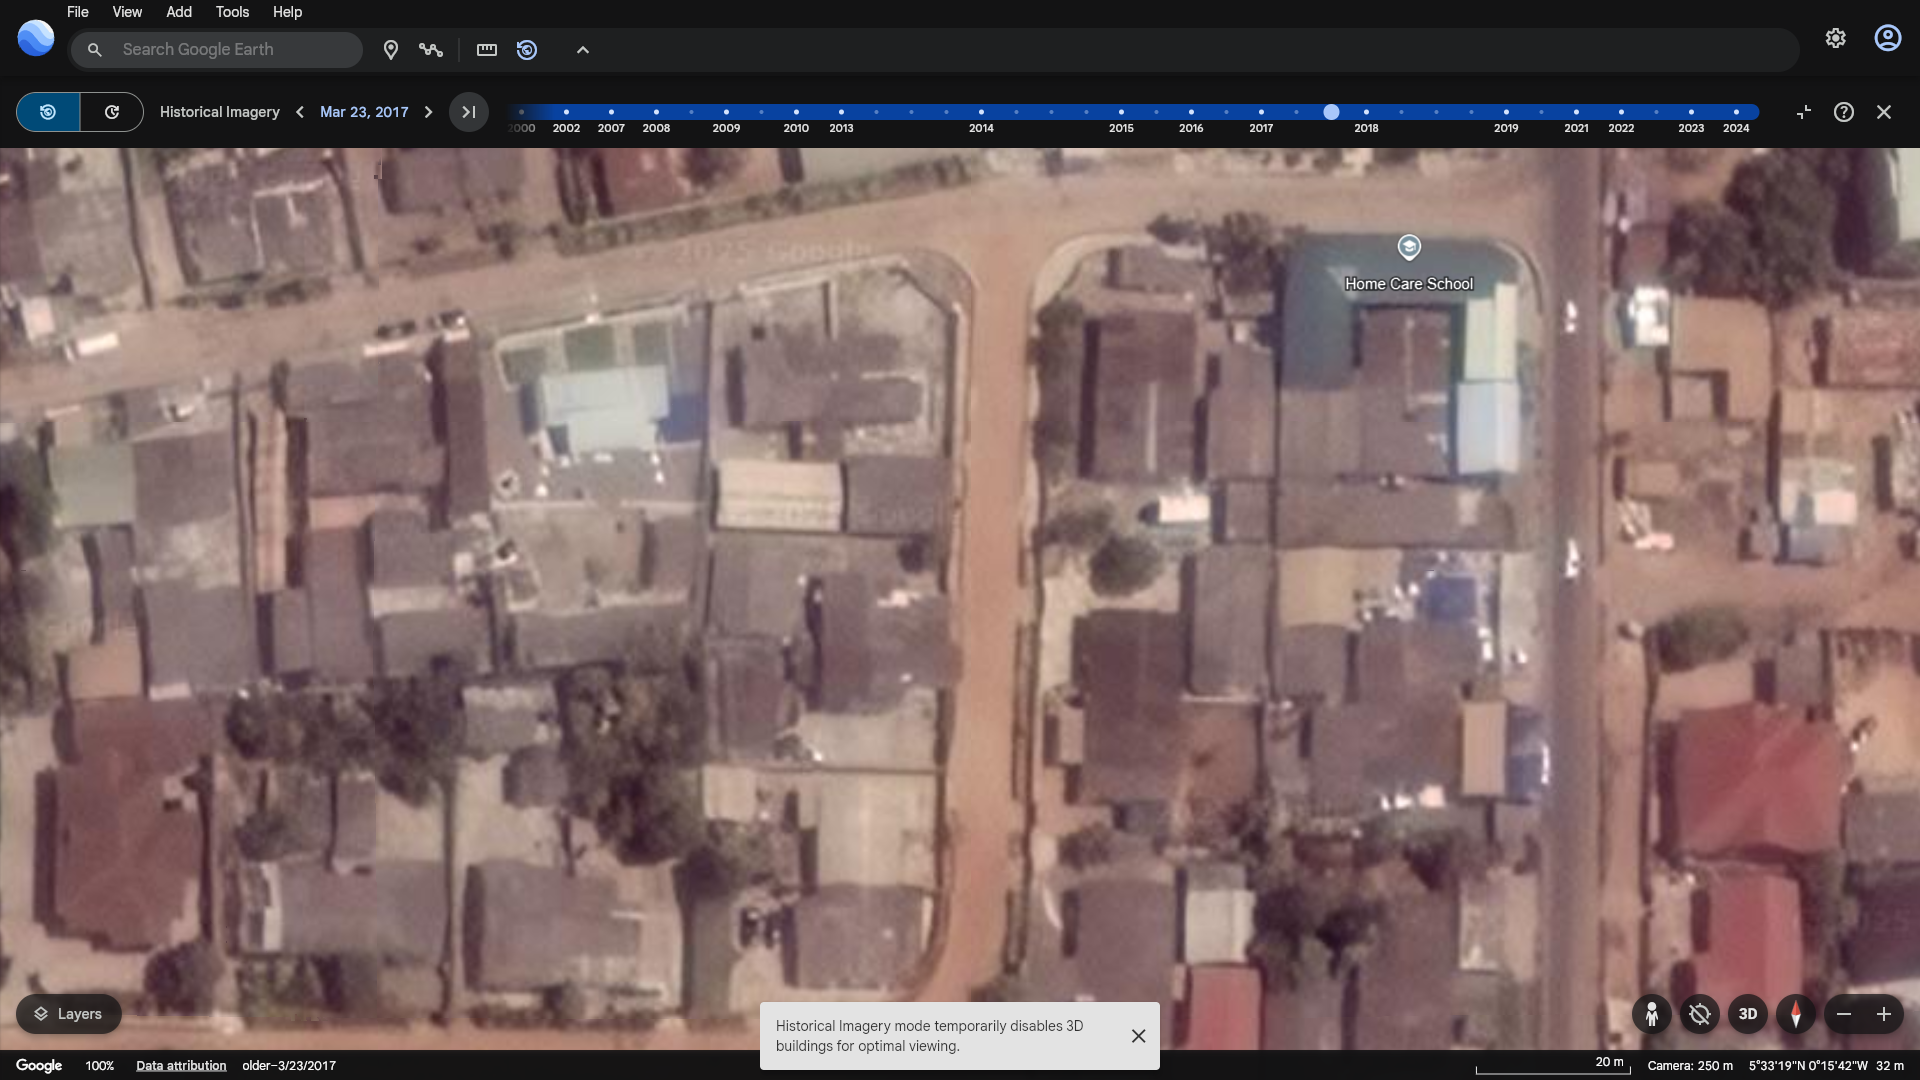 File View Add Tools Help
Search Google Earth
Historical Imagery Mar 23, 2017
2000 2002 2007 2008 2009 2010 2013 2014 2015 2016 2017 2018 2019 2021 2022 2023 2024
2025 Google
Home Care School
Layers
3D
Historical Imagery mode temporarily disables 3D
buildings for optimal viewing.
Google 100% Data attribution older–3/23/2017 20 m Camera: 250 m 5°33'19"N 0°15'42"W 32 m